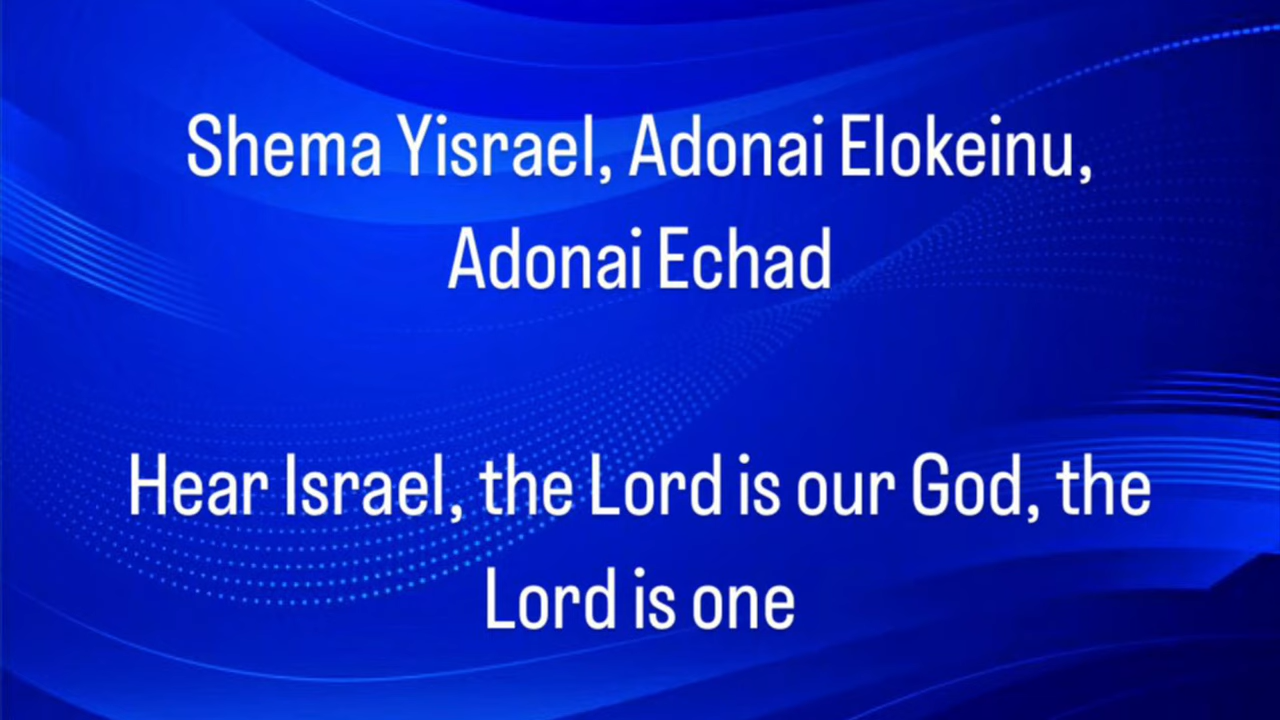 Shema Yisrael, Adonai Elokeinu,
Adonai Echad
Hear Israel, the Lord is our God, the
Lord is one